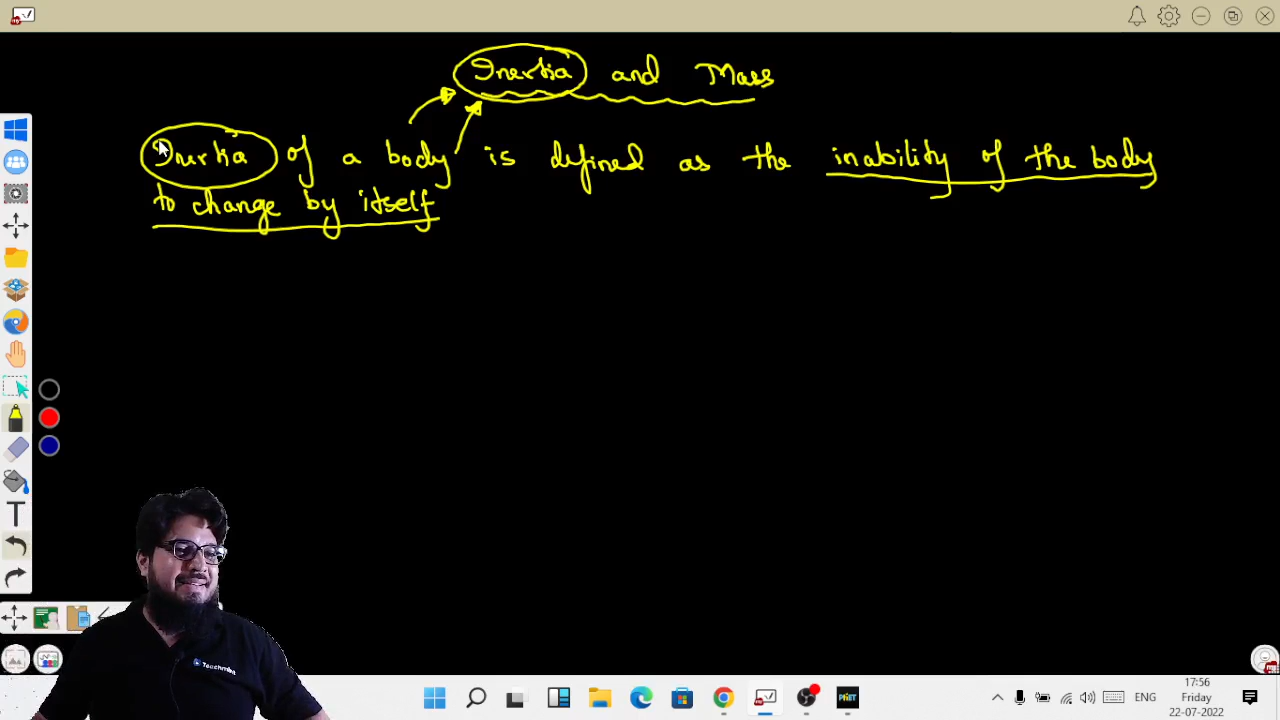 Inertia and Mass
Inertia of a body is defined as the inability of the body
to change by itself
T
ENG
17:56
Friday
22-07-2022
PhET